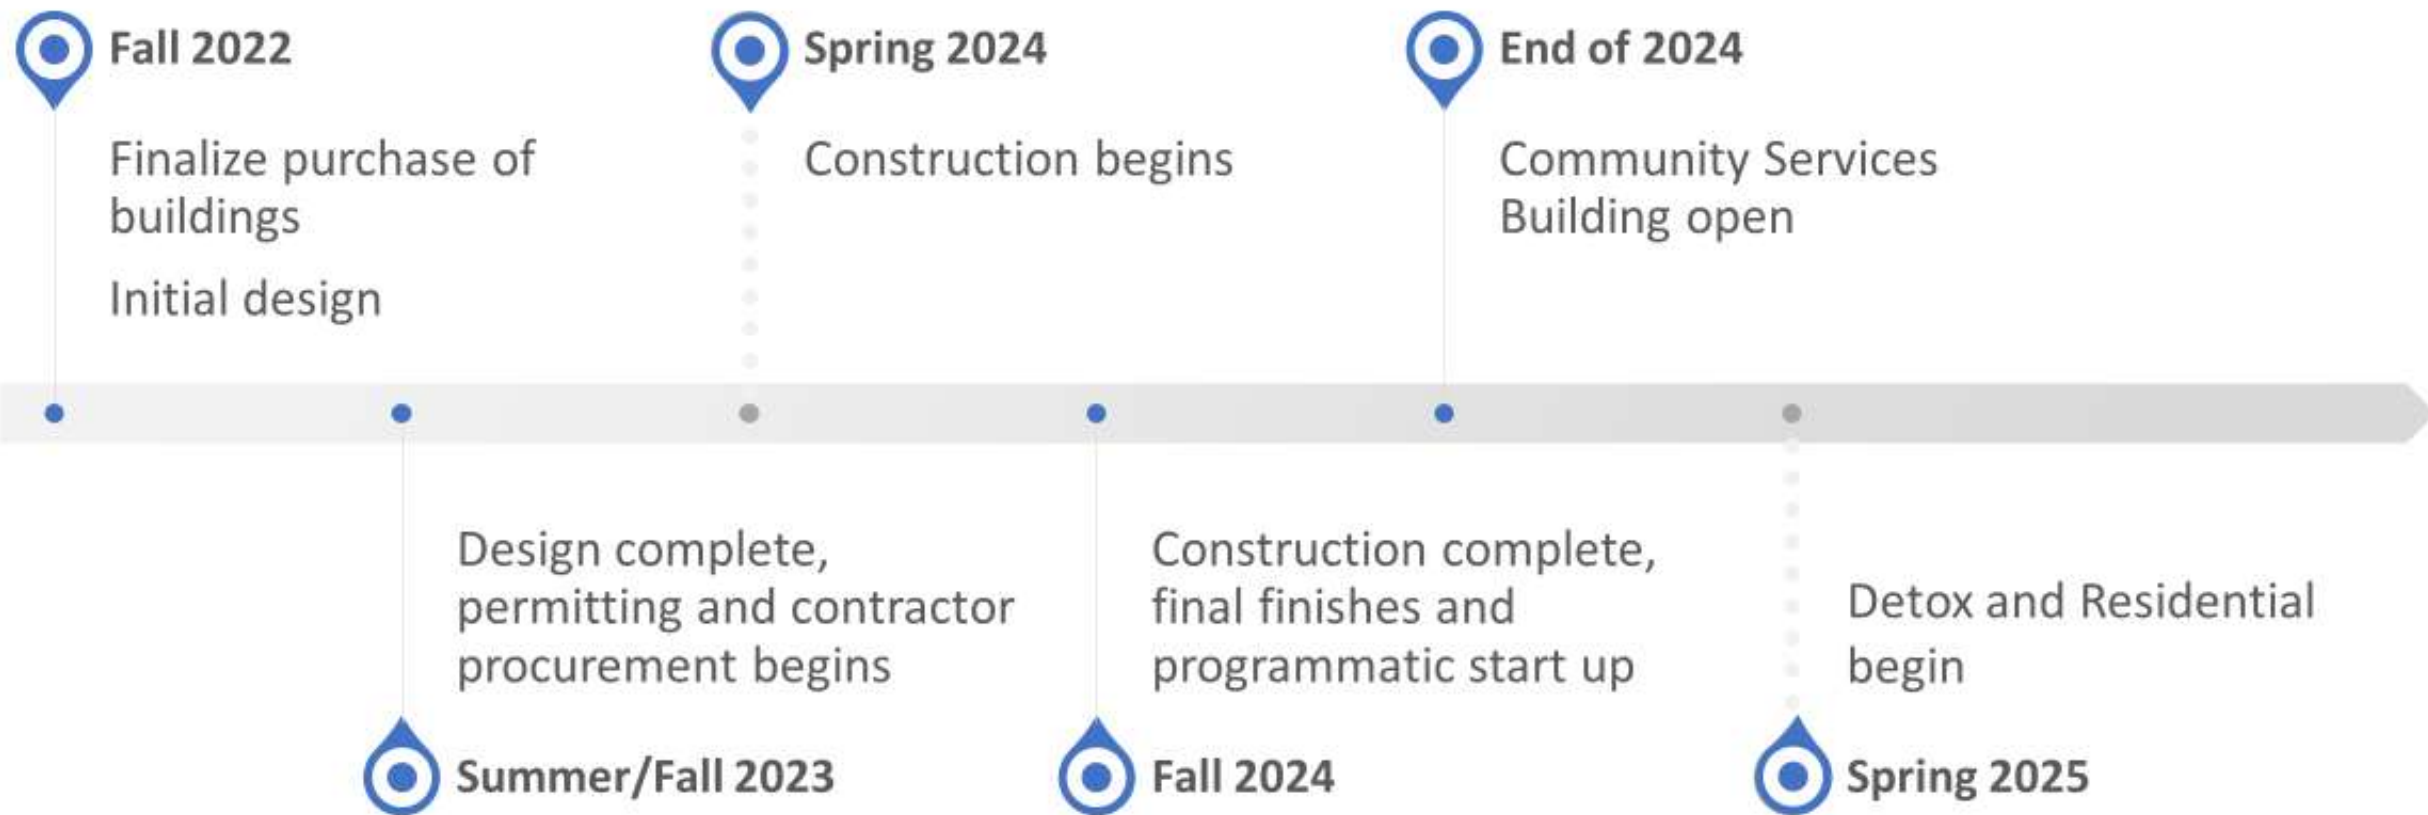 Fall 2022
Finalize purchase of
buildings
Initial design
Spring 2024
Construction begins
End of 2024
Community Services
Building open
Design complete,
permitting and contractor
procurement begins
Summer/Fall 2023
Construction complete,
final finishes and
programmatic start up
Fall 2024
Detox and Residential
begin
Spring 2025